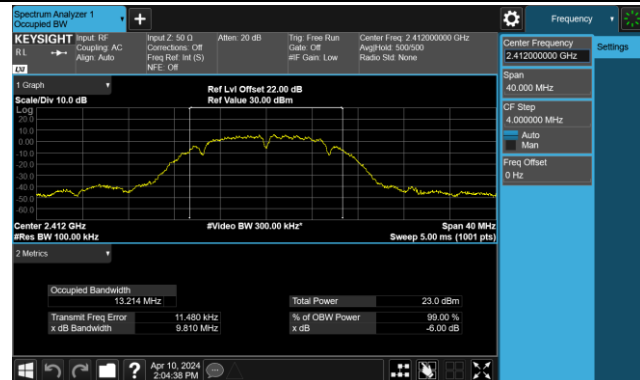 Spectrum Analyzer 1
Occupied BW
Frequency
KEYSIGHT
Input: RF
Coupling: AC
Align: Auto
Input Z: 50 Ω
Corrections: Off
Freq Ref: Int (S)
NFE: Off
Atten: 20 dB
Trig: Free Run
Gate: Off
#IF Gain: Low
Center Freq: 2.412000000 GHz
Avg|Hold: 500/500
Radio Std: None
RL
LXI
Center Frequency
2.412000000 GHz
Settings
Span
40.000 MHz
CF Step
4.000000 MHz
Auto
Man
Freq Offset
0 Hz
1 Graph
Scale/Div 10.0 dB
Ref Lvl Offset 22.00 dB
Ref Value 30.00 dBm
Log
20.0
10.0
0.00
-10.0
-20.0
-30.0
-40.0
-50.0
-60.0
Center 2.412 GHz
#Res BW 100.00 kHz
#Video BW 300.00 kHz*
Span 40 MHz
Sweep 5.00 ms (1001 pts)
2 Metrics
Occupied Bandwidth
13.214 MHz
Total Power 23.0 dBm
Transmit Freq Error 11.480 kHz
% of OBW Power 99.00 %
x dB Bandwidth 9.810 MHz
x dB -6.00 dB
?
Apr 10, 2024
2:04:38 PM